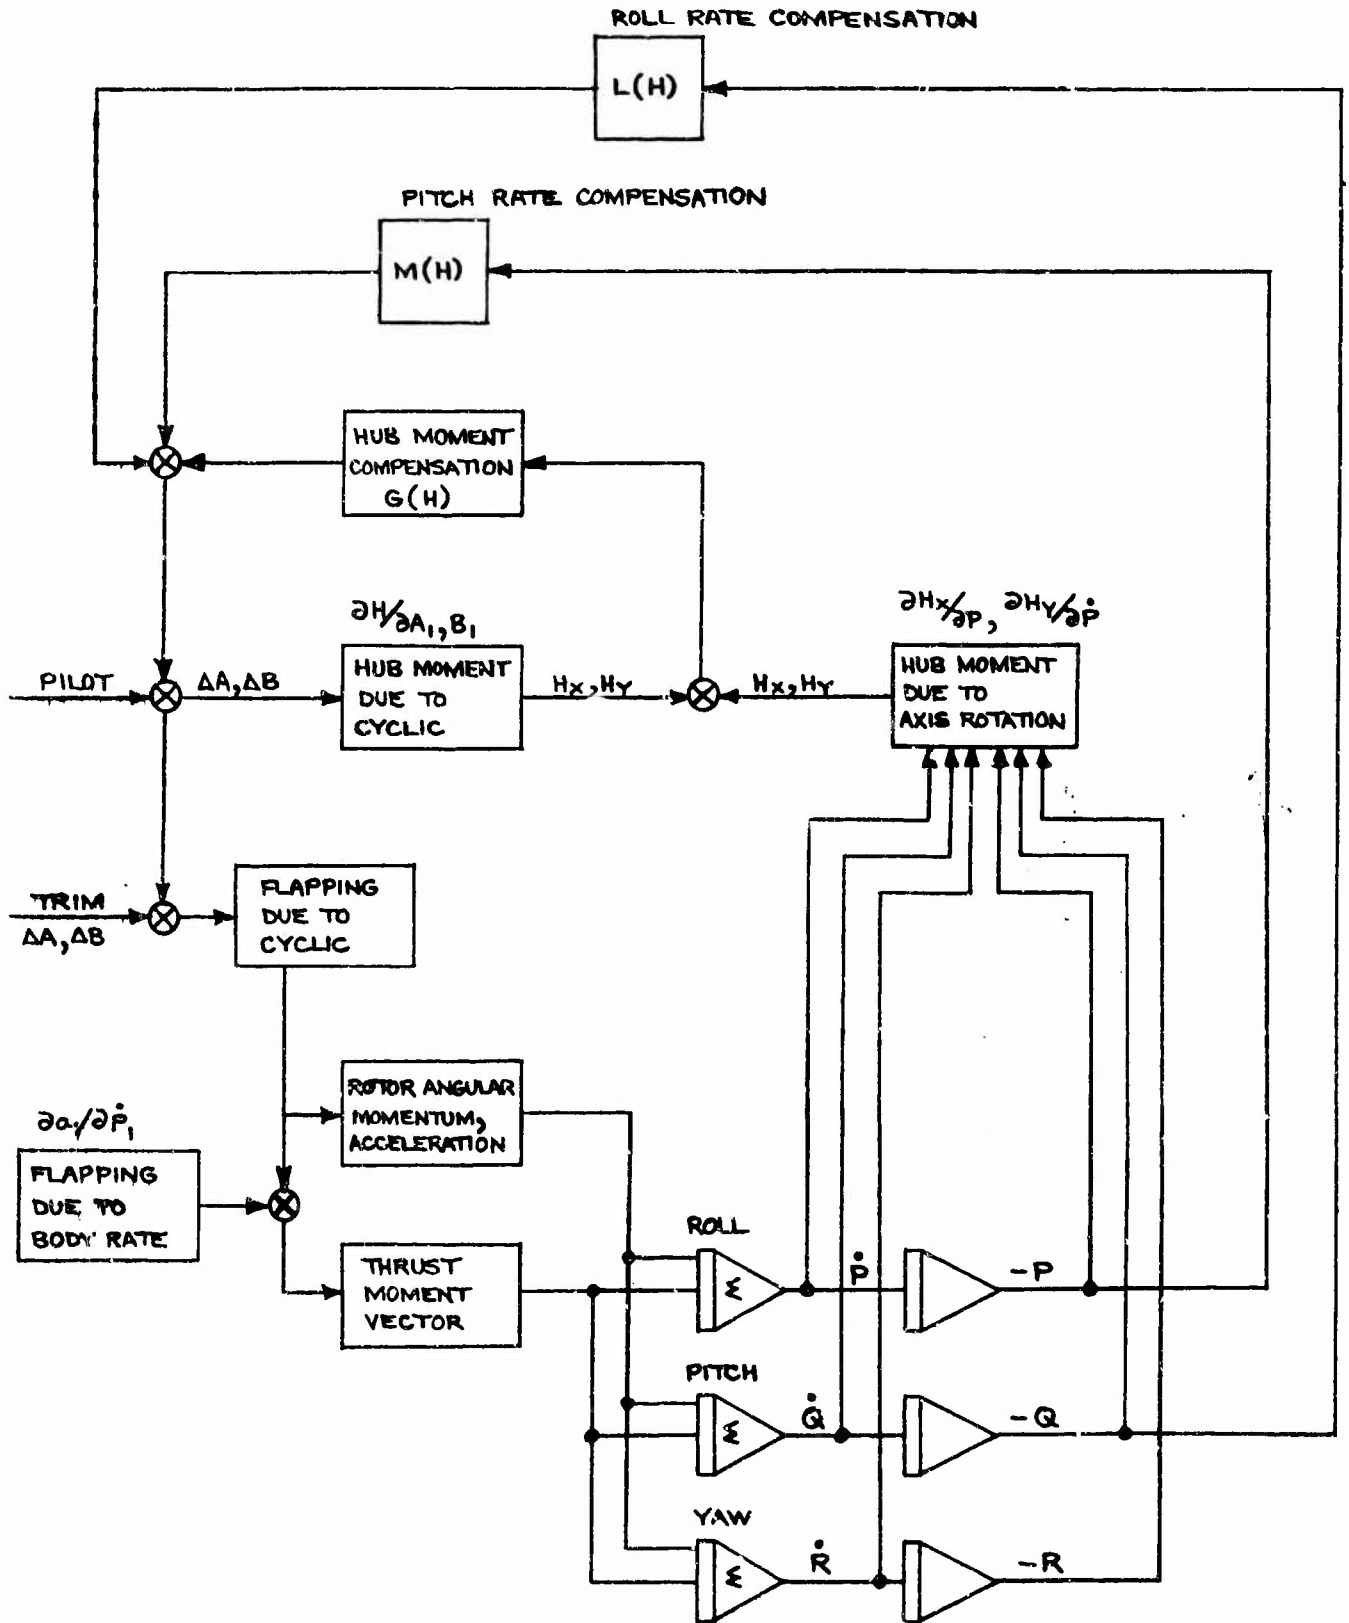 ROLL RATE COMPENSATION
L(H)
PITCH RATE COMPENSATION
M(H)
HUB MOMENT
COMPENSATION
G(H)
∂H/∂A₁, B₁
∂Hx/∂P, ∂Hy/∂Ṗ
PILOT
ΔA, ΔB
HUB MOMENT
DUE TO
CYCLIC
Hx, Hy
Hx, Hy
HUB MOMENT
DUE TO
AXIS ROTATION
TRIM
ΔA, ΔB
FLAPPING
DUE TO
CYCLIC
ROTOR ANGULAR
MOMENTUM,
ACCELERATION
∂a₁/∂Ṗ₁
FLAPPING
DUE TO
BODY RATE
THRUST
MOMENT
VECTOR
ROLL
Σ
Ṗ
-P
PITCH
Σ
Q̇
-Q
YAW
Σ
Ṙ
-R